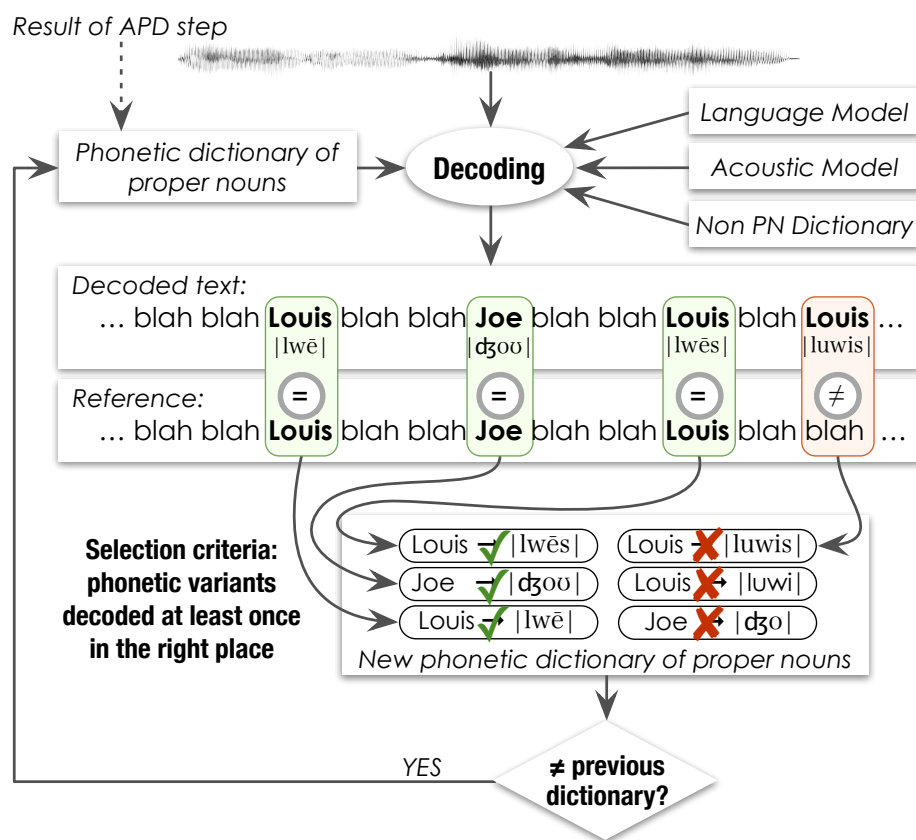 Result of APD step
Language Model
Phonetic dictionary of
proper nouns
Decoding
Acoustic Model
Non PN Dictionary
Decoded text:
... blah blah Louis blah blah Joe blah blah Louis blah Louis ...
|lwē| |ʤoʊ| |lwēs| |luwis|
= = = ≠
Reference:
... blah blah Louis blah blah Joe blah blah Louis blah blah ...
Selection criteria:
phonetic variants
decoded at least once
in the right place
Louis → |lwēs| Louis → |luwis|
Joe → |ʤoʊ| Louis → |luwi|
Louis → |lwē| Joe → |ʤo|
New phonetic dictionary of proper nouns
YES
≠ previous
dictionary?